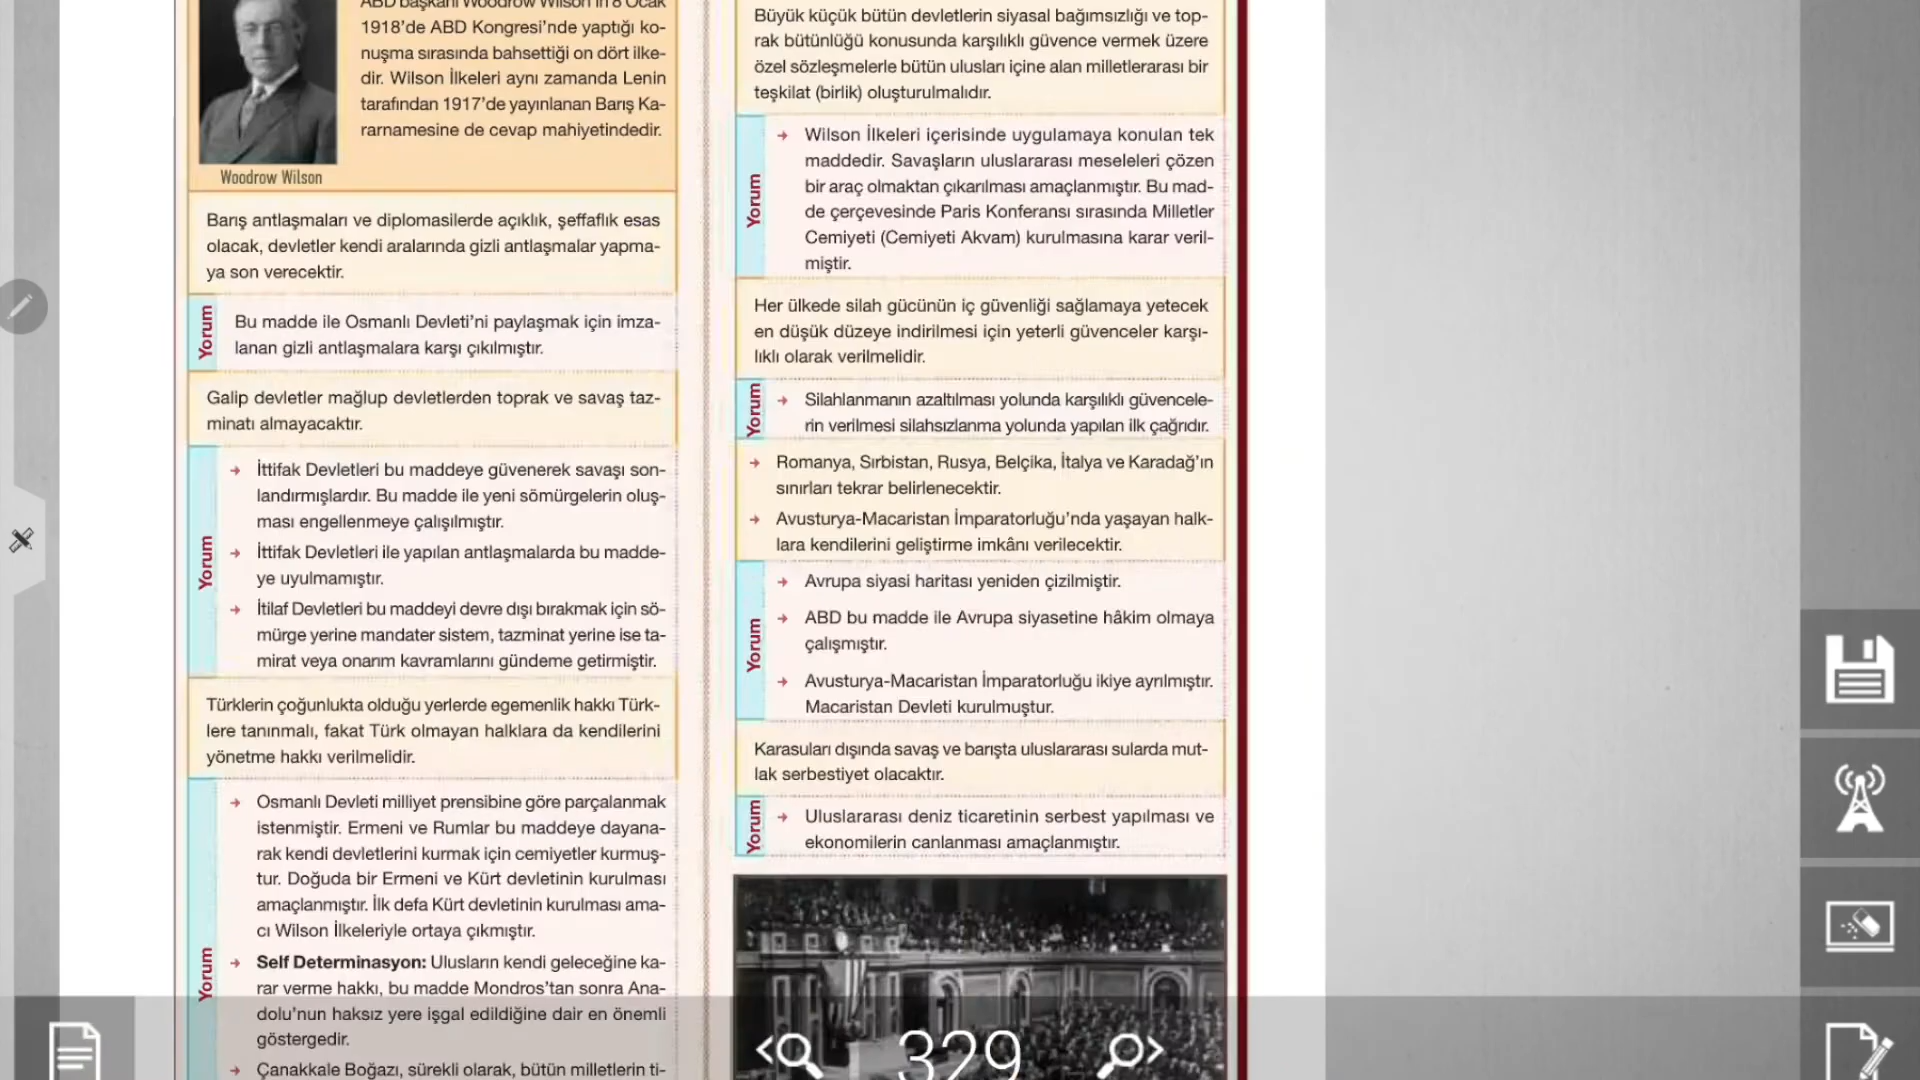 ABD başkanı Woodrow Wilson'ın 8 Ocak
1918'de ABD Kongresi'nde yaptığı ko-
nuşma sırasında bahsettiği on dört ilke-
dir. Wilson İlkeleri aynı zamanda Lenin
tarafından 1917'de yayınlanan Barış Ka-
rarnamesine de cevap mahiyetindedir.
Woodrow Wilson
Barış antlaşmaları ve diplomasilerde açıklık, şeffaflık esas
olacak, devletler kendi aralarında gizli antlaşmalar yapma-
ya son verecektir.
Yorum
Bu madde ile Osmanlı Devleti'ni paylaşmak için imza-
lanan gizli antlaşmalara karşı çıkılmıştır.
Galip devletler mağlup devletlerden toprak ve savaş taz-
minatı almayacaktır.
Yorum
→ İttifak Devletleri bu maddeye güvenerek savaşı son-
landırmışlardır. Bu madde ile yeni sömürgelerin oluş-
ması engellenmeye çalışılmıştır.
→ İttifak Devletleri ile yapılan antlaşmalarda bu madde-
ye uyulmamıştır.
→ İtilaf Devletleri bu maddeyi devre dışı bırakmak için sö-
mürge yerine mandater sistem, tazminat yerine ise ta-
mirat veya onarım kavramlarını gündeme getirmiştir.
Türklerin çoğunlukta olduğu yerlerde egemenlik hakkı Türk-
lere tanınmalı, fakat Türk olmayan halklara da kendilerini
yönetme hakkı verilmelidir.
Yorum
→ Osmanlı Devleti milliyet prensibine göre parçalanmak
istenmiştir. Ermeni ve Rumlar bu maddeye dayana-
rak kendi devletlerini kurmak için cemiyetler kurmuş-
tur. Doğuda bir Ermeni ve Kürt devletinin kurulması
amaçlanmıştır. İlk defa Kürt devletinin kurulması ama-
cı Wilson İlkeleriyle ortaya çıkmıştır.
→ Self Determinasyon: Ulusların kendi geleceğine ka-
rar verme hakkı, bu madde Mondros'tan sonra Ana-
dolu'nun haksız yere işgal edildiğine dair en önemli
göstergedir.
→ Çanakkale Boğazı, sürekli olarak, bütün milletlerin ti-
Büyük küçük bütün devletlerin siyasal bağımsızlığı ve top-
rak bütünlüğü konusunda karşılıklı güvence vermek üzere
özel sözleşmelerle bütün ulusları içine alan milletlerarası bir
teşkilat (birlik) oluşturulmalıdır.
Yorum
→ Wilson İlkeleri içerisinde uygulamaya konulan tek
maddedir. Savaşların uluslararası meseleleri çözen
bir araç olmaktan çıkarılması amaçlanmıştır. Bu mad-
de çerçevesinde Paris Konferansı sırasında Milletler
Cemiyeti (Cemiyeti Akvam) kurulmasına karar veril-
miştir.
Her ülkede silah gücünün iç güvenliği sağlamaya yetecek
en düşük düzeye indirilmesi için yeterli güvenceler karşı-
lıklı olarak verilmelidir.
Yorum
→ Silahlanmanın azaltılması yolunda karşılıklı güvencele-
rin verilmesi silahsızlanma yolunda yapılan ilk çağrıdır.
→ Romanya, Sırbistan, Rusya, Belçika, İtalya ve Karadağ'ın
sınırları tekrar belirlenecektir.
→ Avusturya-Macaristan İmparatorluğu'nda yaşayan halk-
lara kendilerini geliştirme imkânı verilecektir.
Yorum
→ Avrupa siyasi haritası yeniden çizilmiştir.
→ ABD bu madde ile Avrupa siyasetine hâkim olmaya
çalışmıştır.
→ Avusturya-Macaristan İmparatorluğu ikiye ayrılmıştır.
Macaristan Devleti kurulmuştur.
Karasuları dışında savaş ve barışta uluslararası sularda mut-
lak serbestiyet olacaktır.
Yorum
→ Uluslararası deniz ticaretinin serbest yapılması ve
ekonomilerin canlanması amaçlanmıştır.
329